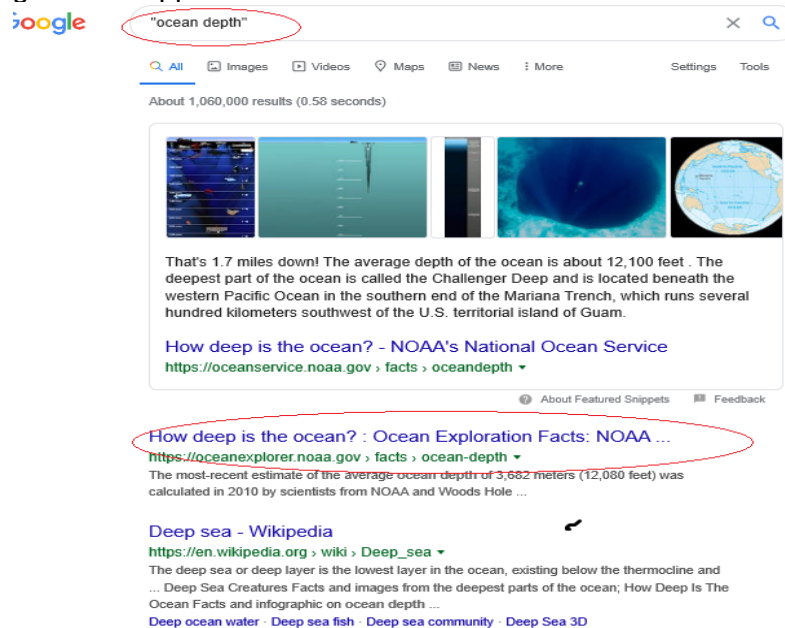 Google
"ocean depth"
All Images Videos Maps News More Settings Tools
About 1,060,000 results (0.58 seconds)
That's 1.7 miles down! The average depth of the ocean is about 12,100 feet . The
deepest part of the ocean is called the Challenger Deep and is located beneath the
western Pacific Ocean in the southern end of the Mariana Trench, which runs several
hundred kilometers southwest of the U.S. territorial island of Guam.
How deep is the ocean? - NOAA's National Ocean Service
https://oceanservice.noaa.gov › facts › oceandepth
About Featured Snippets Feedback
How deep is the ocean? : Ocean Exploration Facts: NOAA ...
https://oceanexplorer.noaa.gov › facts › ocean-depth
The most-recent estimate of the average ocean depth of 3,682 meters (12,080 feet) was
calculated in 2010 by scientists from NOAA and Woods Hole ...
Deep sea - Wikipedia
https://en.wikipedia.org › wiki › Deep_sea
The deep sea or deep layer is the lowest layer in the ocean, existing below the thermocline and
... Deep Sea Creatures Facts and images from the deepest parts of the ocean; How Deep Is The
Ocean Facts and infographic on ocean depth ...
Deep ocean water · Deep sea fish · Deep sea community · Deep Sea 3D